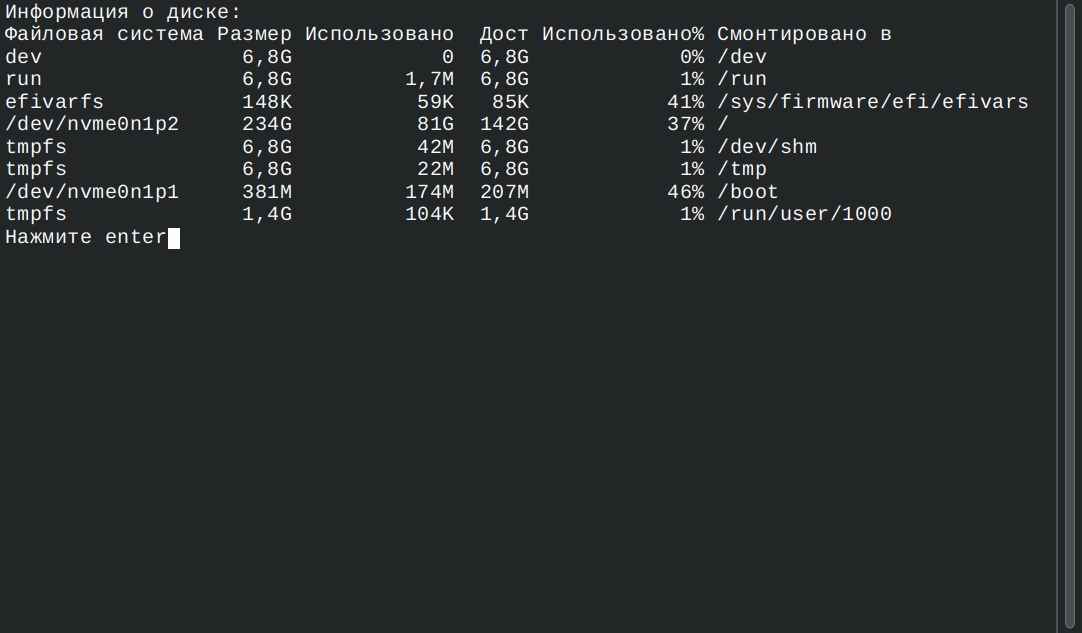 Информация о диске:
Файловая система Размер Использовано Дост Использовано% Смонтировано в
dev 6,8G 0 6,8G 0% /dev
run 6,8G 1,7M 6,8G 1% /run
efivarfs 148K 59K 85K 41% /sys/firmware/efi/efivars
/dev/nvme0n1p2 234G 81G 142G 37% /
tmpfs 6,8G 42M 6,8G 1% /dev/shm
tmpfs 6,8G 22M 6,8G 1% /tmp
/dev/nvme0n1p1 381M 174M 207M 46% /boot
tmpfs 1,4G 104K 1,4G 1% /run/user/1000
Нажмите enter